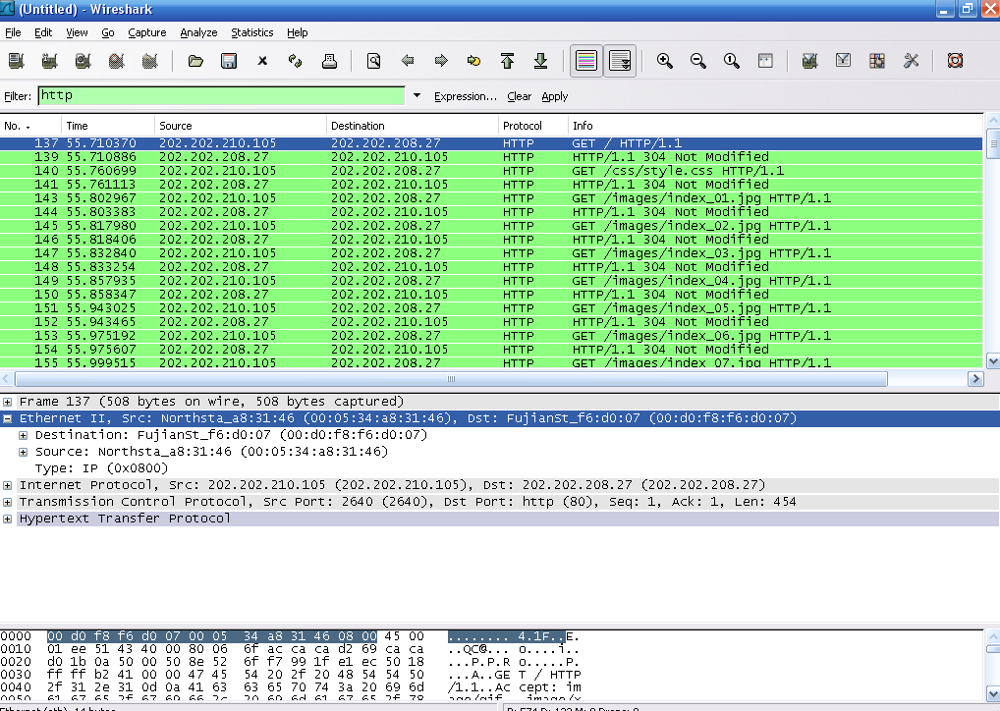 (Untitled) - Wireshark
File Edit View Go Capture Analyze Statistics Help
Filter: http Expression... Clear Apply
No. Time Source Destination Protocol Info
137 55.710370 202.202.210.105 202.202.208.27 HTTP GET / HTTP/1.1
139 55.710886 202.202.208.27 202.202.210.105 HTTP HTTP/1.1 304 Not Modified
140 55.760699 202.202.210.105 202.202.208.27 HTTP GET /css/style.css HTTP/1.1
141 55.761113 202.202.208.27 202.202.210.105 HTTP HTTP/1.1 304 Not Modified
143 55.802967 202.202.210.105 202.202.208.27 HTTP GET /images/index_01.jpg HTTP/1.1
144 55.803383 202.202.208.27 202.202.210.105 HTTP HTTP/1.1 304 Not Modified
145 55.817980 202.202.210.105 202.202.208.27 HTTP GET /images/index_02.jpg HTTP/1.1
146 55.818406 202.202.208.27 202.202.210.105 HTTP HTTP/1.1 304 Not Modified
147 55.832840 202.202.210.105 202.202.208.27 HTTP GET /images/index_03.jpg HTTP/1.1
148 55.833254 202.202.208.27 202.202.210.105 HTTP HTTP/1.1 304 Not Modified
149 55.857935 202.202.210.105 202.202.208.27 HTTP GET /images/index_04.jpg HTTP/1.1
150 55.858347 202.202.208.27 202.202.210.105 HTTP HTTP/1.1 304 Not Modified
151 55.943025 202.202.210.105 202.202.208.27 HTTP GET /images/index_05.jpg HTTP/1.1
152 55.943465 202.202.208.27 202.202.210.105 HTTP HTTP/1.1 304 Not Modified
153 55.975192 202.202.210.105 202.202.208.27 HTTP GET /images/index_06.jpg HTTP/1.1
154 55.975607 202.202.208.27 202.202.210.105 HTTP HTTP/1.1 304 Not Modified
155 55.999515 202.202.210.105 202.202.208.27 HTTP GET /images/index_07.jpg HTTP/1.1
Frame 137 (508 bytes on wire, 508 bytes captured)
Ethernet II, Src: Northsta_a8:31:46 (00:05:34:a8:31:46), Dst: FujianSt_f6:d0:07 (00:d0:f8:f6:d0:07)
Destination: FujianSt_f6:d0:07 (00:d0:f8:f6:d0:07)
Source: Northsta_a8:31:46 (00:05:34:a8:31:46)
Type: IP (0x0800)
Internet Protocol, Src: 202.202.210.105 (202.202.210.105), Dst: 202.202.208.27 (202.202.208.27)
Transmission Control Protocol, Src Port: 2640 (2640), Dst Port: http (80), Seq: 1, Ack: 1, Len: 454
Hypertext Transfer Protocol
0000 00 d0 f8 f6 d0 07 00 05 34 a8 31 46 08 00 45 00 ........ 4.1F..E.
0010 01 ee 51 43 40 00 80 06 6f ac ca ca d2 69 ca ca ..QC@... o....i..
0020 d0 1b 0a 50 00 50 8e 52 6f f7 99 1f e1 ec 50 18 ...P.P.R o.....P.
0030 ff ff b2 41 00 00 47 45 54 20 2f 20 48 54 54 50 ...A..GE T / HTTP
0040 2f 31 2e 31 0d 0a 41 63 63 65 70 74 3a 20 69 6d /1.1..Ac cept: im
0050 61 67 65 2f 67 69 66 2c 20 69 6d 61 67 65 2f 78 age/gif, image/x